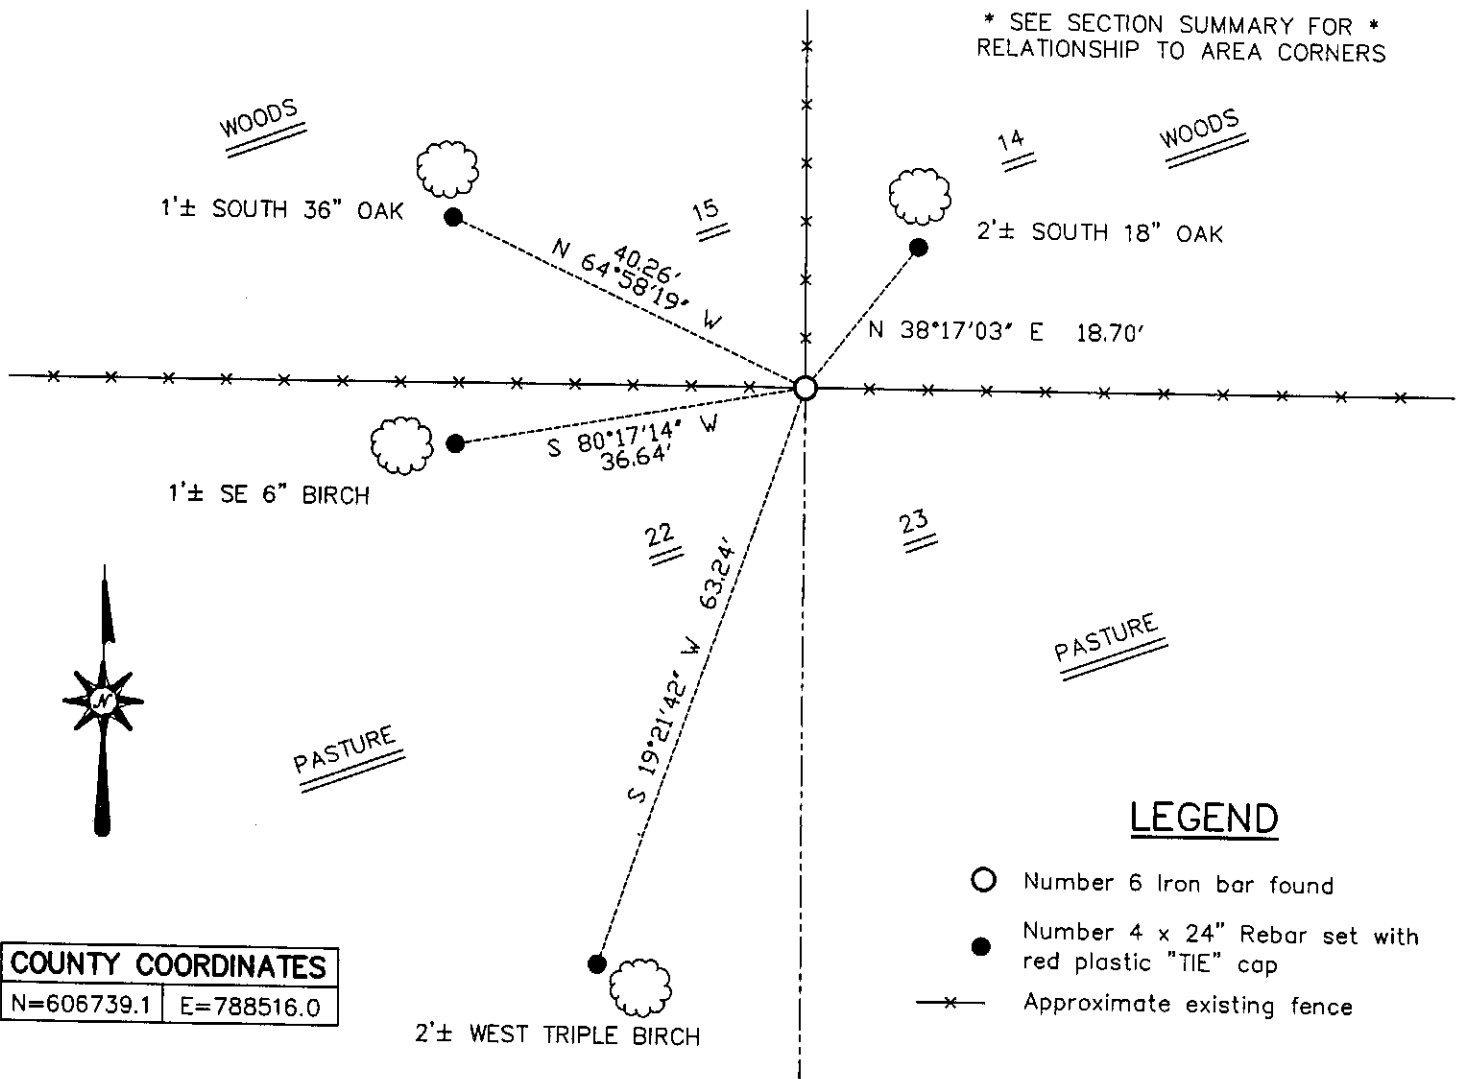 * SEE SECTION SUMMARY FOR *
RELATIONSHIP TO AREA CORNERS
WOODS
14
WOODS
1'± SOUTH 36" OAK
15
2'± SOUTH 18" OAK
40.26'
N 64°58'19" W
N 38°17'03" E 18.70'
S 80°17'14" W
36.64'
1'± SE 6" BIRCH
22
23
S 19°21'42" W 63.24'
PASTURE
N
PASTURE
LEGEND
Number 6 Iron bar found
Number 4 x 24" Rebar set with
red plastic "TIE" cap
Approximate existing fence
COUNTY COORDINATES
N=606739.1 E=788516.0
2'± WEST TRIPLE BIRCH